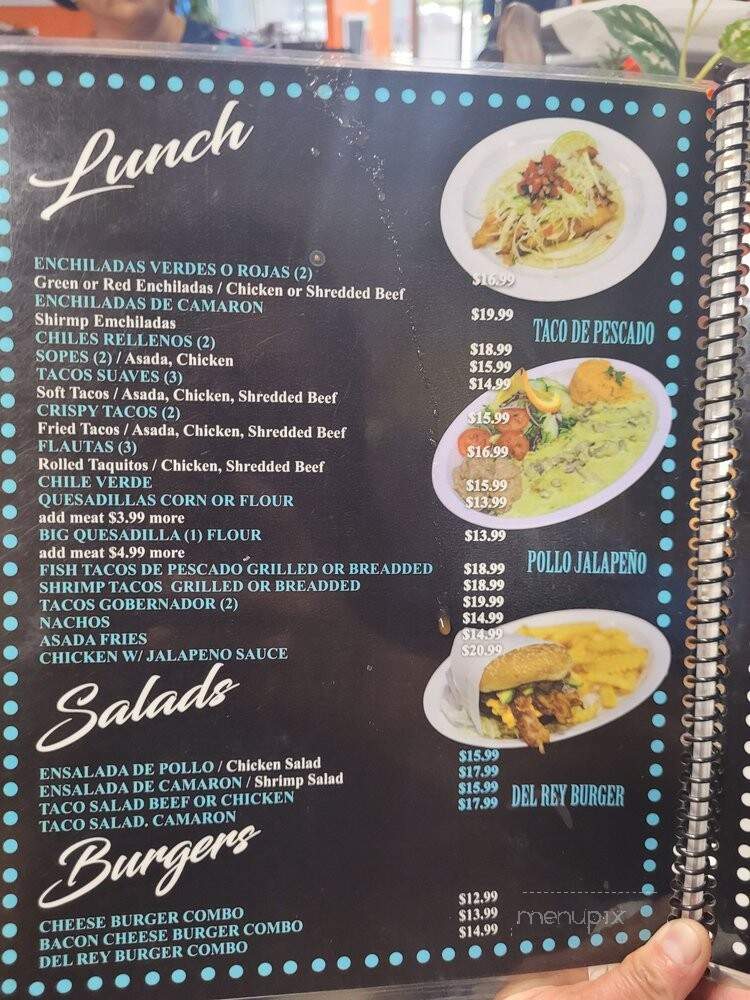 Lunch
ENCHILADAS VERDES O ROJAS (2)
Green or Red Enchiladas / Chicken or Shredded Beef $16.99
ENCHILADAS DE CAMARON
Shirmp Emchiladas $19.99
CHILES RELLENOS (2) $18.99
SOPES (2) / Asada, Chicken $15.99
TACOS SUAVES (3) $14.99
Soft Tacos / Asada, Chicken, Shredded Beef
CRISPY TACOS (2) $15.99
Fried Tacos / Asada, Chicken, Shredded Beef
FLAUTAS (3) $16.99
Rolled Taquitos / Chicken, Shredded Beef
CHILE VERDE $15.99
QUESADILLAS CORN OR FLOUR $13.99
add meat $3.99 more
BIG QUESADILLA (1) FLOUR $13.99
add meat $4.99 more
FISH TACOS DE PESCADO GRILLED OR BREADDED $18.99
SHRIMP TACOS GRILLED OR BREADDED $18.99
TACOS GOBERNADOR (2) $19.99
NACHOS $14.99
ASADA FRIES $14.99
CHICKEN W/ JALAPENO SAUCE $20.99
TACO DE PESCADO
POLLO JALAPEÑO
DEL REY BURGER
Salads
ENSALADA DE POLLO / Chicken Salad $15.99
ENSALADA DE CAMARON / Shrimp Salad $17.99
TACO SALAD BEEF OR CHICKEN $15.99
TACO SALAD. CAMARON $17.99
Burgers
CHEESE BURGER COMBO $12.99
BACON CHEESE BURGER COMBO $13.99
DEL REY BURGER COMBO $14.99
menupix